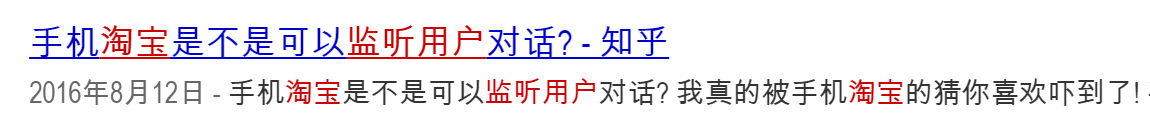 手机淘宝是不是可以监听用户对话? - 知乎
2016年8月12日 - 手机淘宝是不是可以监听用户对话? 我真的被手机淘宝的猜你喜欢吓到了!